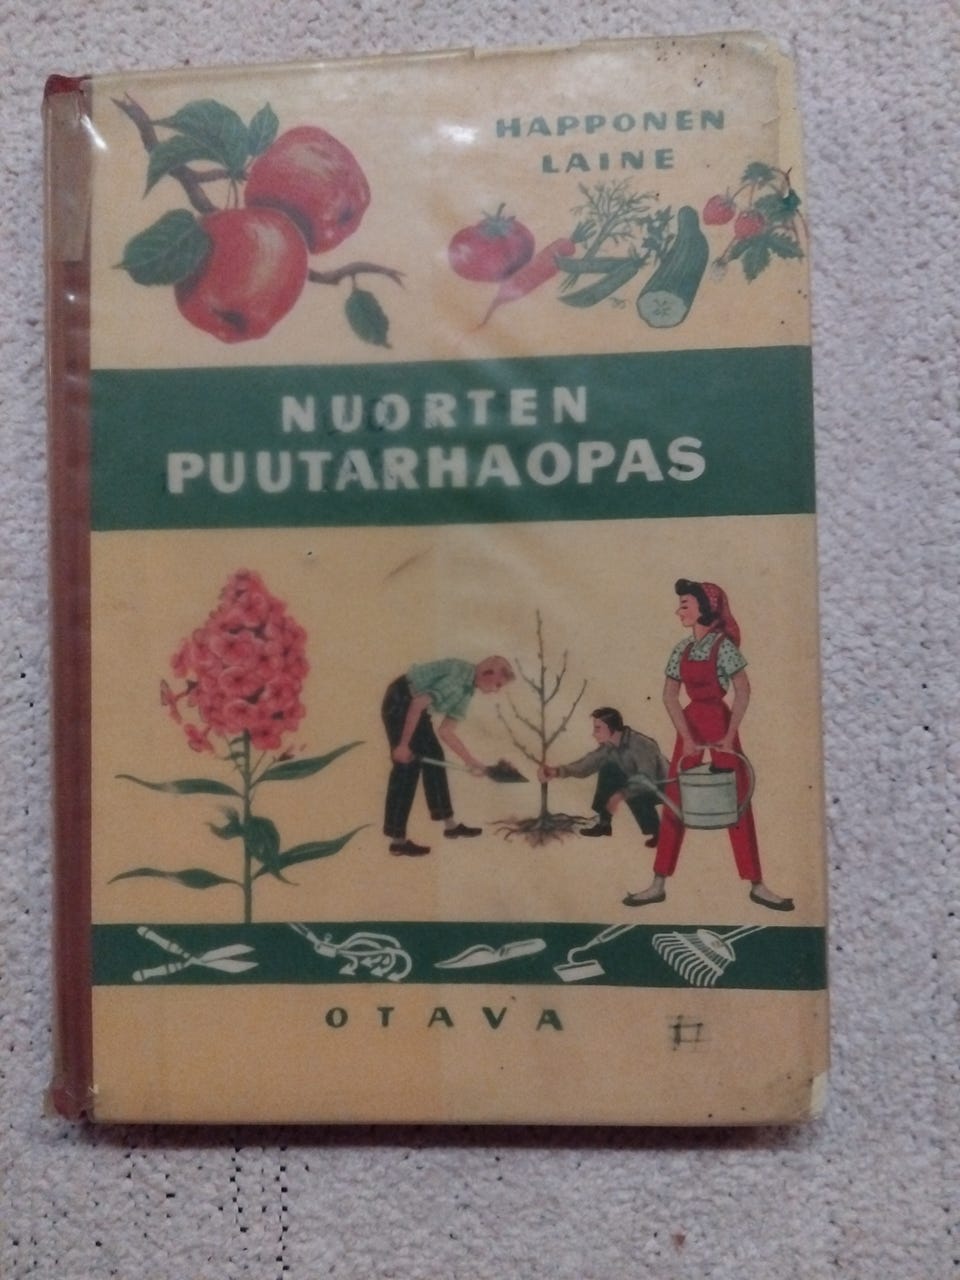 HAPPONEN
LAINE
NUORTEN
PUUTARHAOPAS
OTAVA